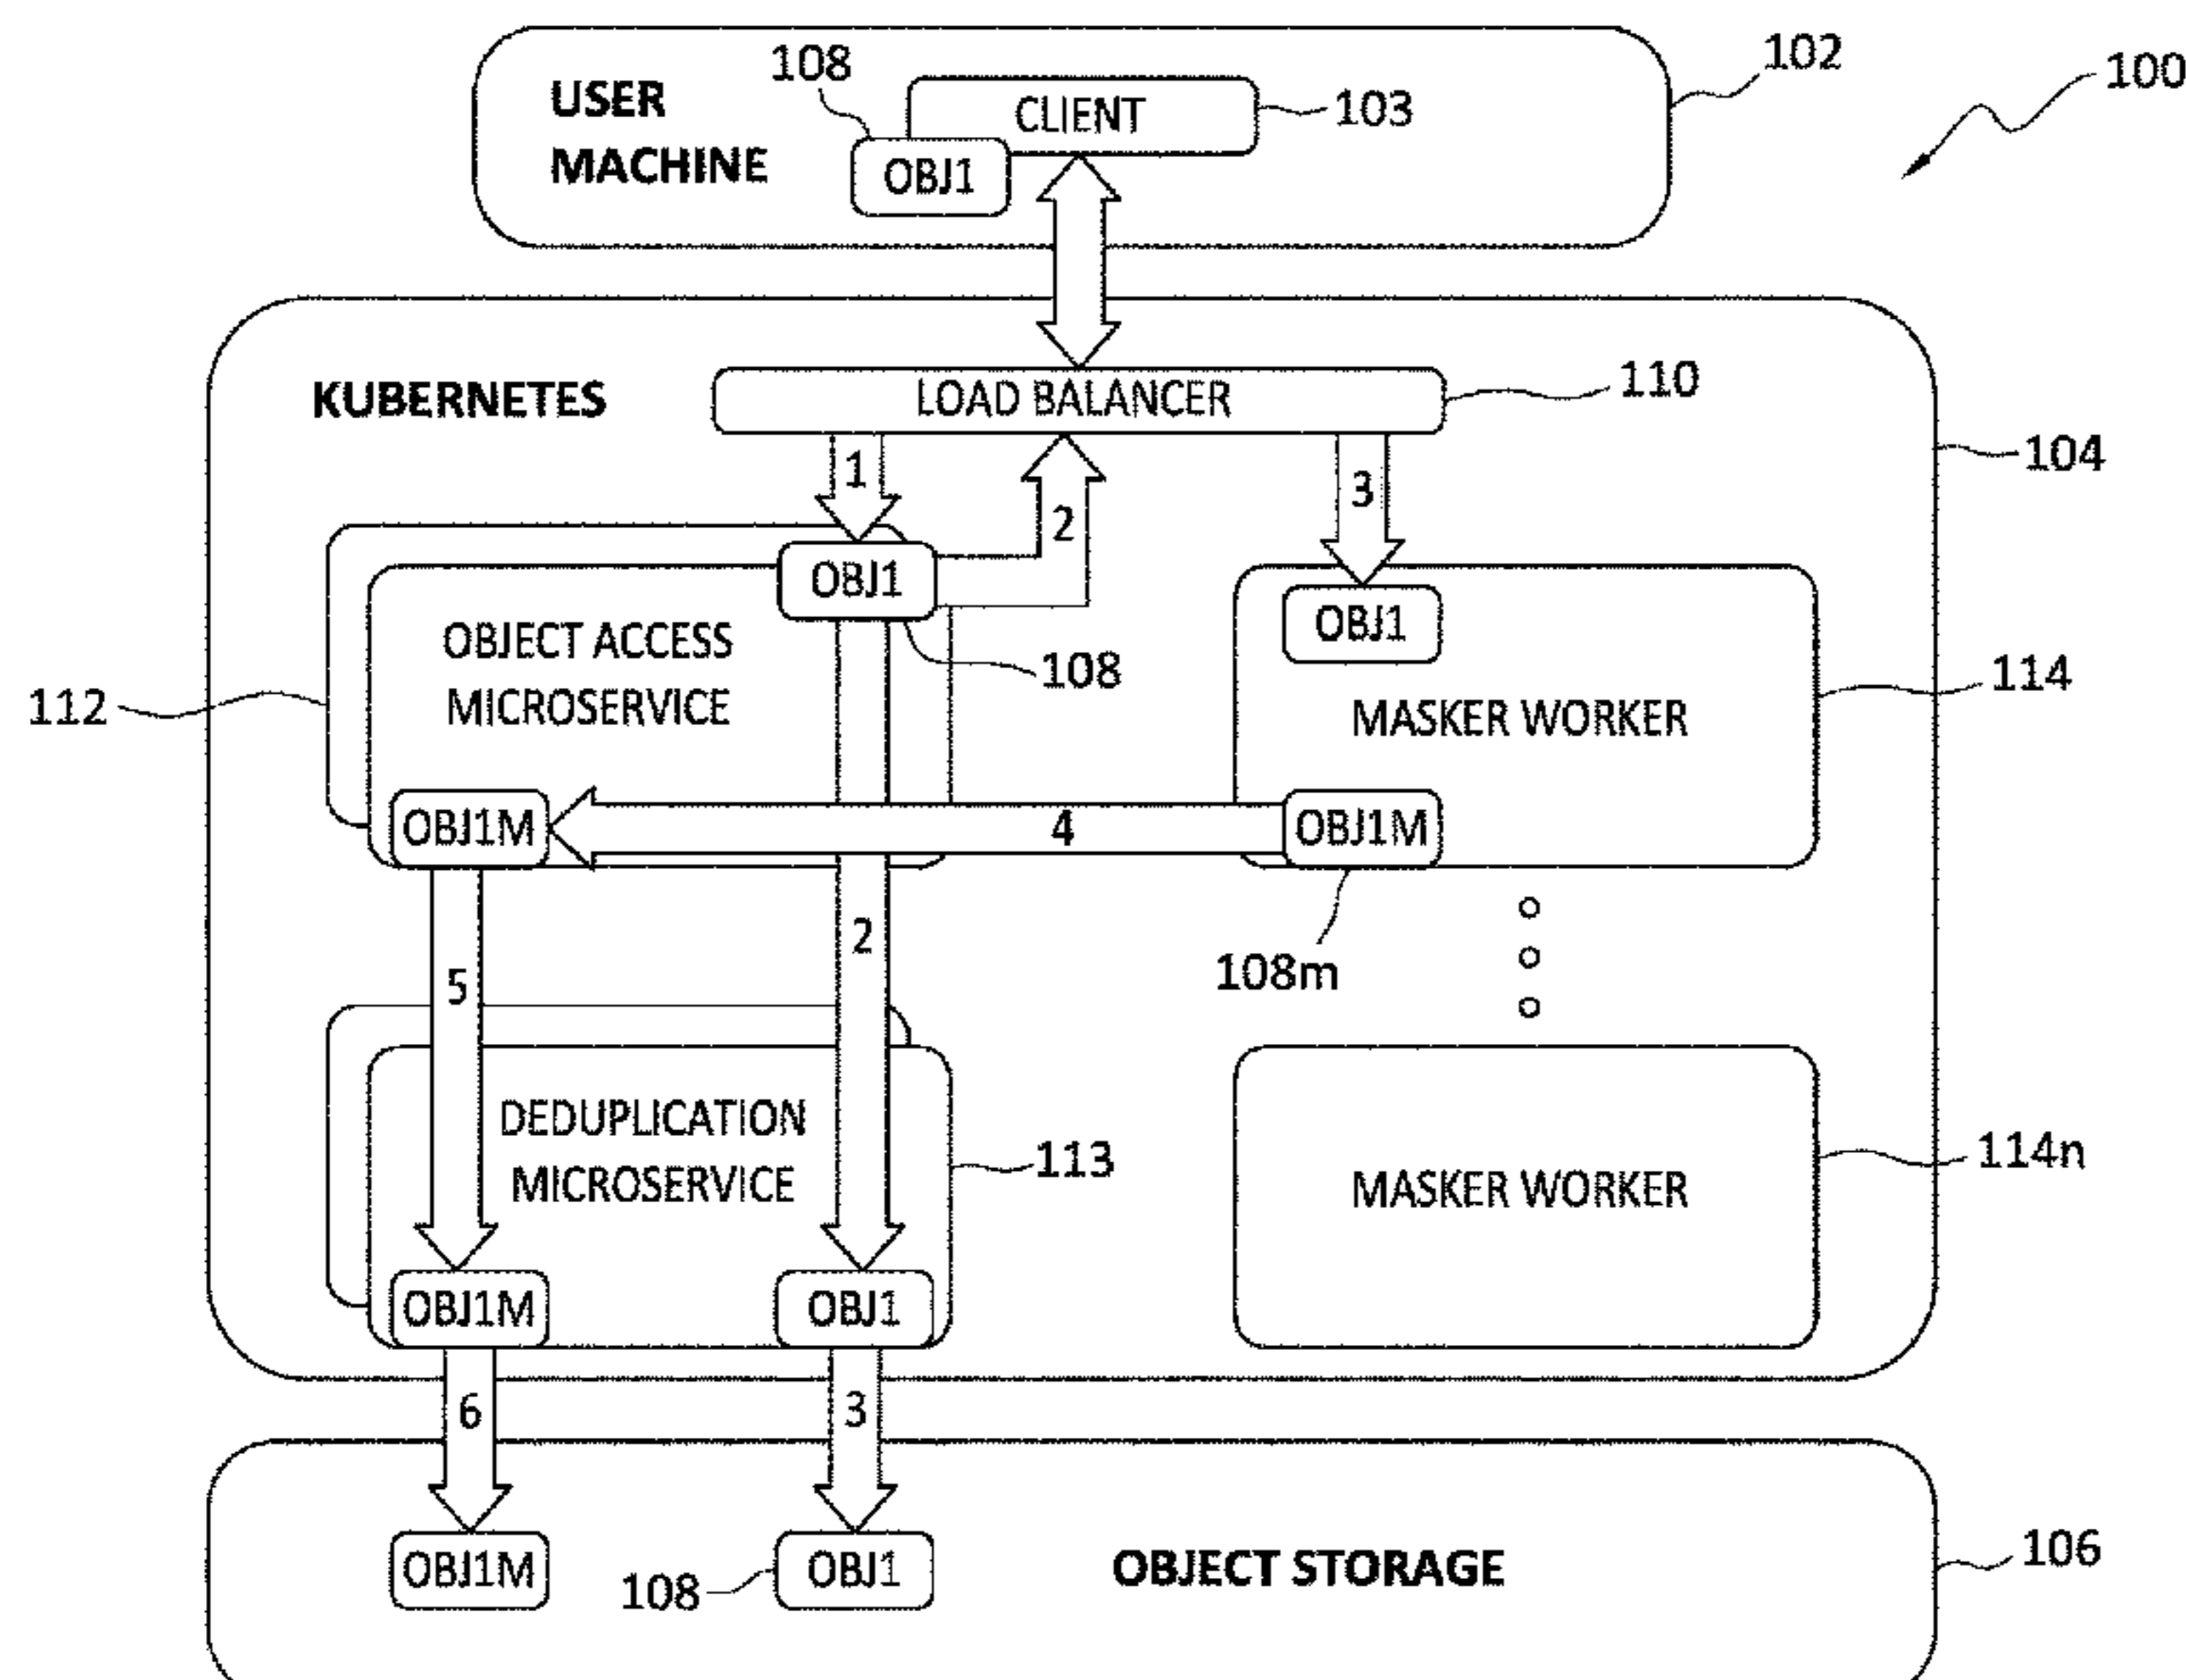 108
102
100
USER
MACHINE
CLIENT
103
OBJ1
KUBERNETES
LOAD BALANCER
110
104
1
2
3
OBJ1
OBJ1
OBJECT ACCESS
MICROSERVICE
108
114
112
MASKER WORKER
OBJ1M
4
OBJ1M
2
5
108m
DEDUPLICATION
MICROSERVICE
113
MASKER WORKER
114n
OBJ1M
OBJ1
6
3
OBJ1M
108
OBJ1
OBJECT STORAGE
106